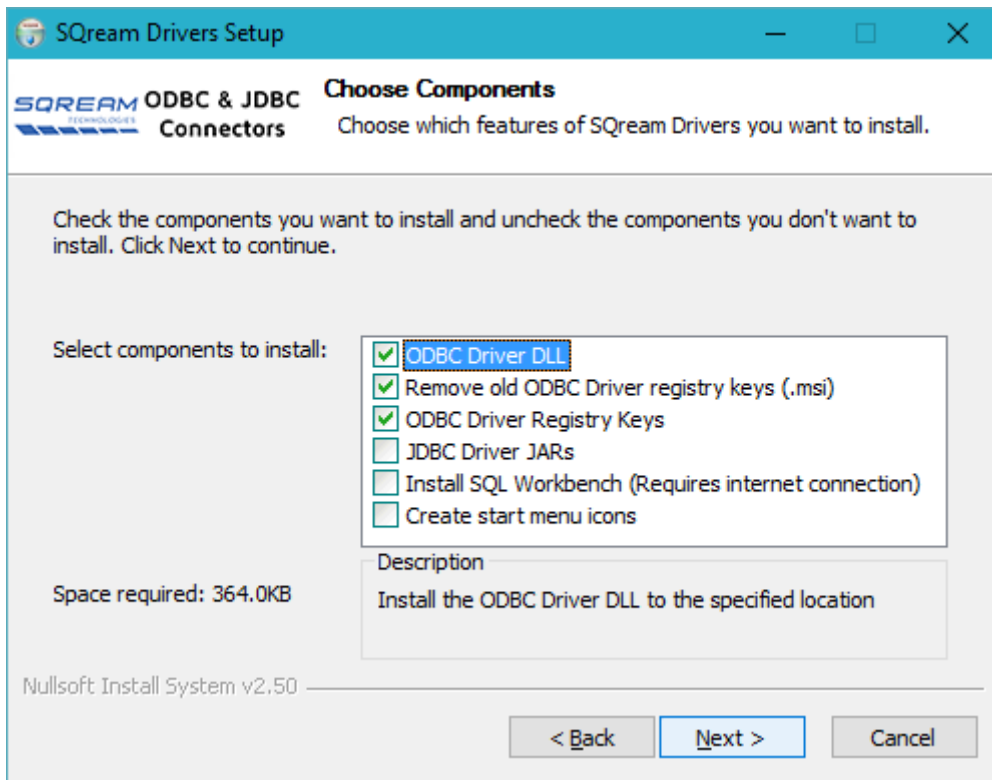 SQream Drivers Setup
SQREAM
TECHNOLOGIES
ODBC & JDBC
Connectors
Choose Components
Choose which features of SQream Drivers you want to install.
Check the components you want to install and uncheck the components you don't want to
install. Click Next to continue.
Select components to install:
ODBC Driver DLL
Remove old ODBC Driver registry keys (.msi)
ODBC Driver Registry Keys
JDBC Driver JARs
Install SQL Workbench (Requires internet connection)
Create start menu icons
Space required: 364.0KB
Description
Install the ODBC Driver DLL to the specified location
Nullsoft Install System v2.50
< Back
Next >
Cancel